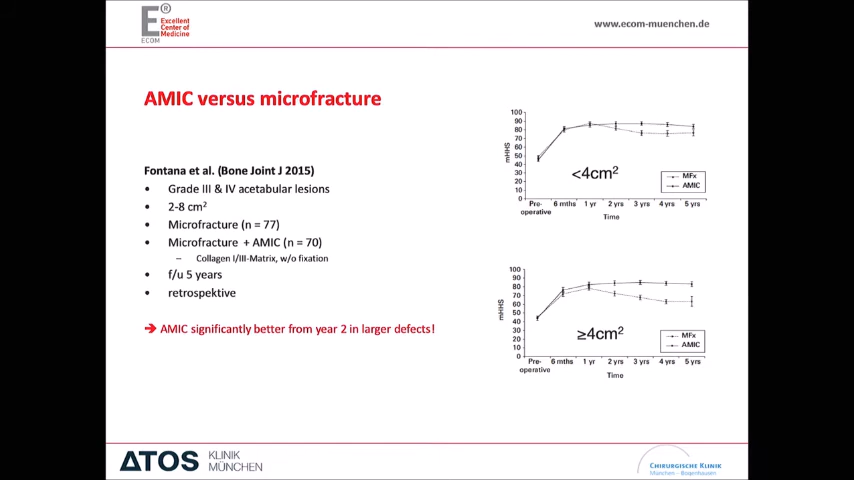 E®
Excellent
Center of
Medicine
ECOM
www.ecom-muenchen.de
AMIC versus microfracture
Fontana et al. (Bone Joint J 2015)
• Grade III & IV acetabular lesions
• 2-8 cm²
• Microfracture (n = 77)
• Microfracture + AMIC (n = 70)
– Collagen I/III-Matrix, w/o fixation
• f/u 5 years
• retrospektive
➔ AMIC significantly better from year 2 in larger defects!
mHHS
100
90
80
70
60
50
40
30
20
10
0
<4cm²
MFx
AMIC
Pre-operative 6 mths 1 yr 2 yrs 3 yrs 4 yrs 5 yrs
Time
mHHS
100
90
80
70
60
50
40
30
20
10
0
≥4cm²
MFx
AMIC
Pre-operative 6 mths 1 yr 2 yrs 3 yrs 4 yrs 5 yrs
Time
ATOS KLINIK
MÜNCHEN
CHIRURGISCHE KLINIK
München - Bogenhausen